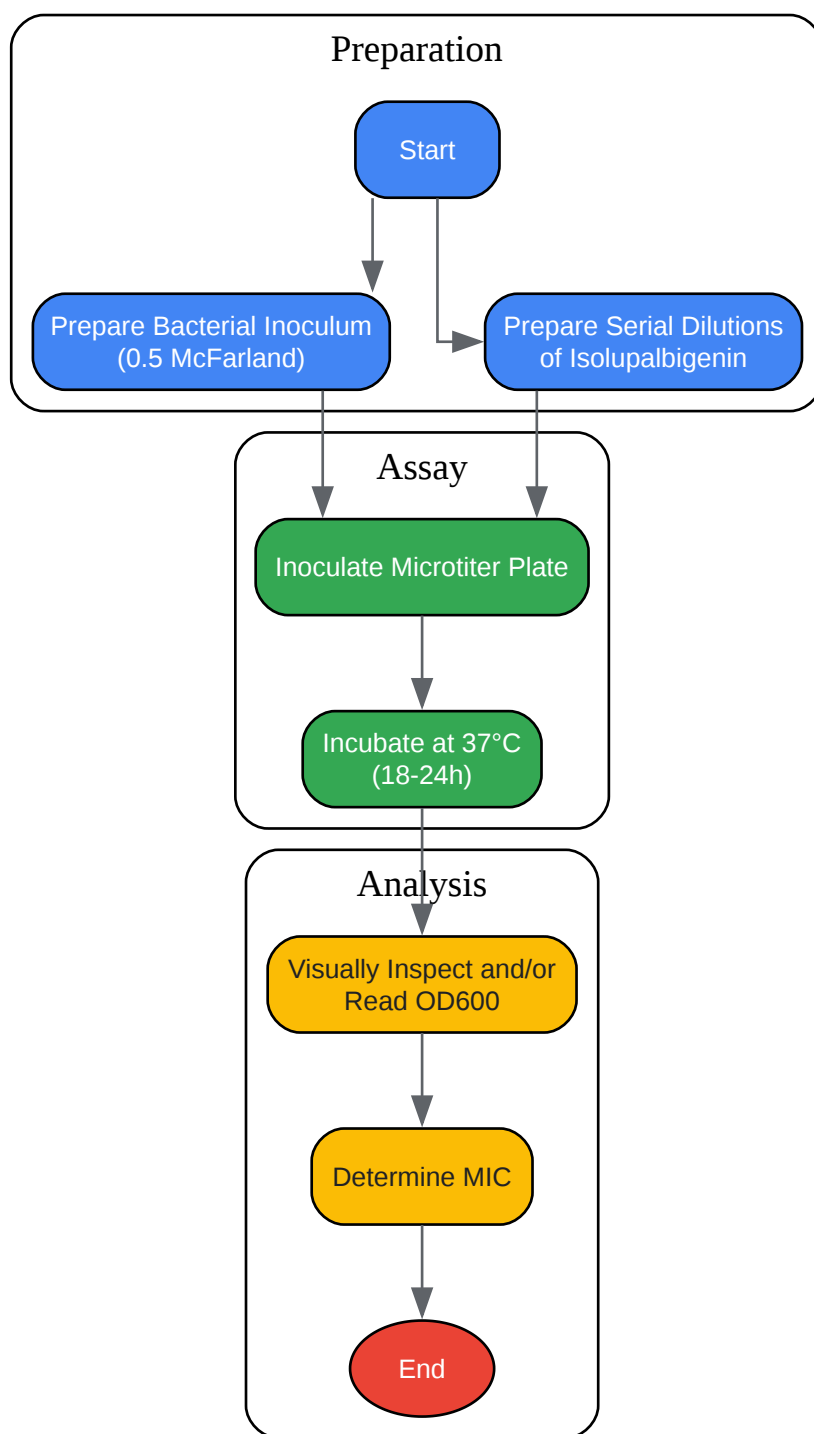 Preparation
Start
Prepare Bacterial Inoculum
(0.5 McFarland)
Prepare Serial Dilutions
of Isolupalbigenin
Assay
Inoculate Microtiter Plate
Incubate at 37°C
(18-24h)
Analysis
Visually Inspect and/or
Read OD600
Determine MIC
End